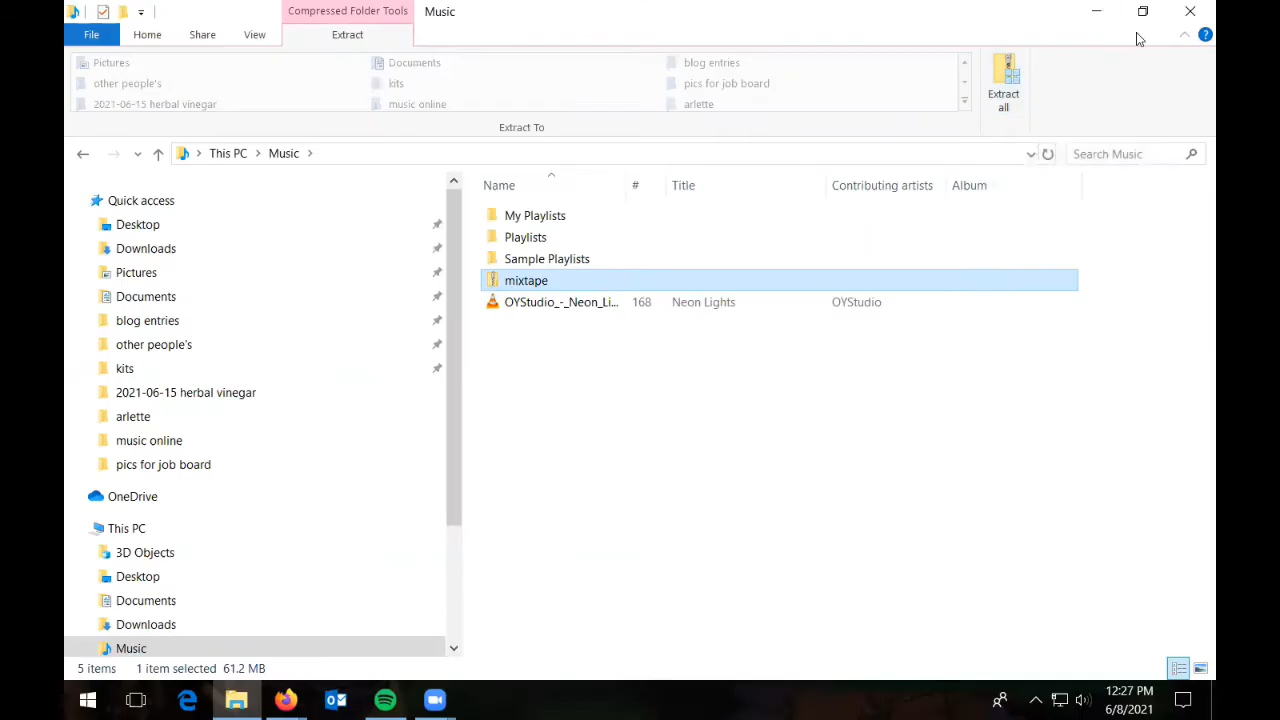 Compressed Folder Tools
Music
File Home Share View Extract
Pictures Documents blog entries
other people's kits pics for job board
2021-06-15 herbal vinegar music online arlette
Extract all
Extract To
This PC > Music >
Search Music
Quick access
Desktop
Downloads
Pictures
Documents
blog entries
other people's
kits
2021-06-15 herbal vinegar
arlette
music online
pics for job board
OneDrive
This PC
3D Objects
Desktop
Documents
Downloads
Music
Name # Title Contributing artists Album
My Playlists
Playlists
Sample Playlists
mixtape
OYStudio_-_Neon_Li... 168 Neon Lights OYStudio
5 items 1 item selected 61.2 MB
12:27 PM
6/8/2021